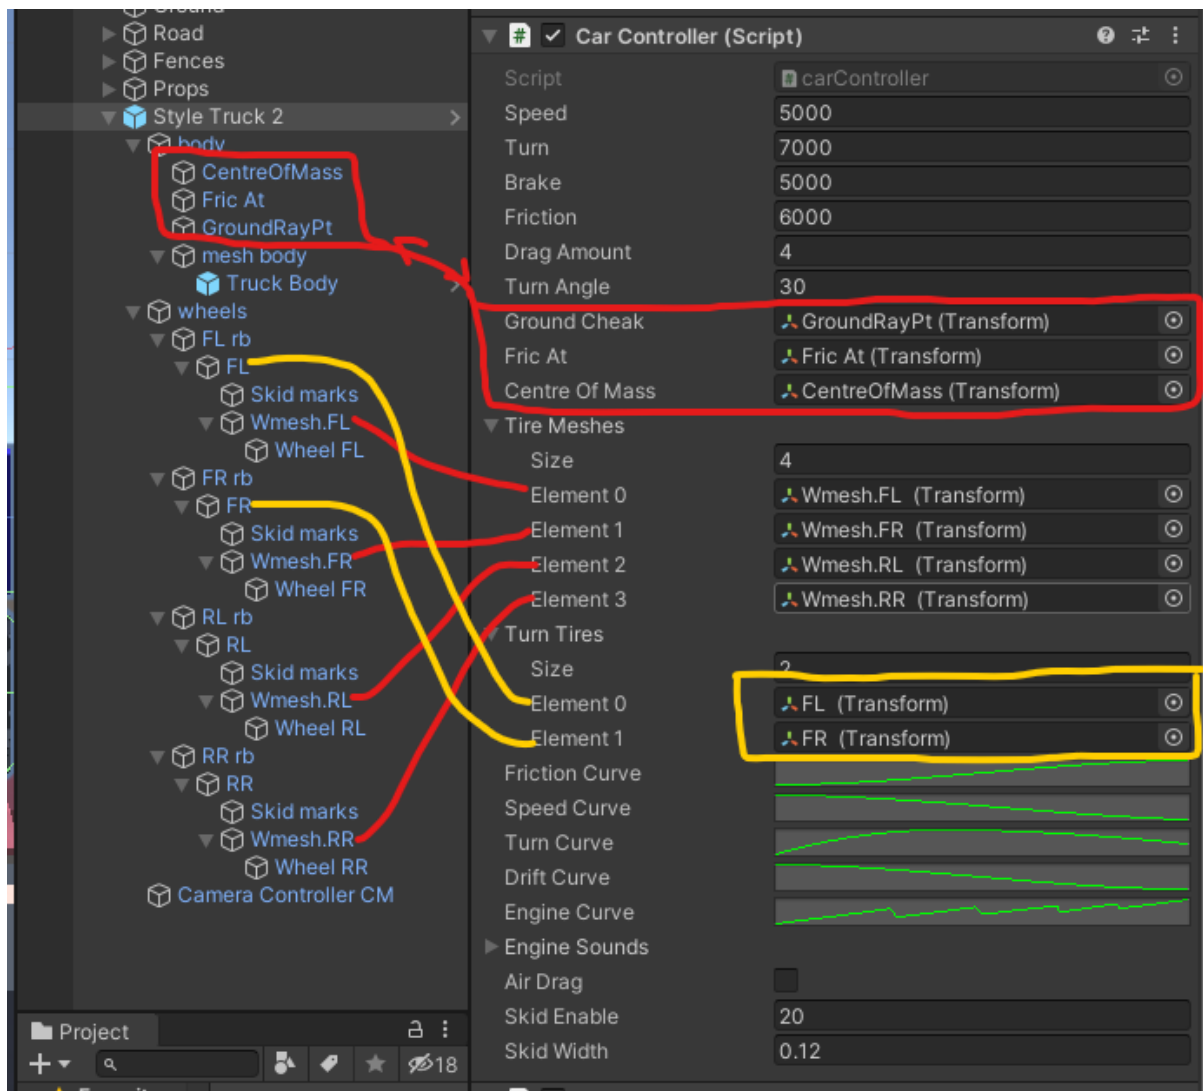 Ground
Road
Fences
Props
Style Truck 2
body
CentreOfMass
Fric At
GroundRayPt
mesh body
Truck Body
wheels
FL rb
FL
Skid marks
Wmesh.FL
Wheel FL
FR rb
FR
Skid marks
Wmesh.FR
Wheel FR
RL rb
RL
Skid marks
Wmesh.RL
Wheel RL
RR rb
RR
Skid marks
Wmesh.RR
Wheel RR
Camera Controller CM
Project
18
Car Controller (Script)
Script carController
Speed 5000
Turn 7000
Brake 5000
Friction 6000
Drag Amount 4
Turn Angle 30
Ground Cheak GroundRayPt (Transform)
Fric At Fric At (Transform)
Centre Of Mass CentreOfMass (Transform)
Tire Meshes
Size 4
Element 0 Wmesh.FL (Transform)
Element 1 Wmesh.FR (Transform)
Element 2 Wmesh.RL (Transform)
Element 3 Wmesh.RR (Transform)
Turn Tires
Size 2
Element 0 FL (Transform)
Element 1 FR (Transform)
Friction Curve
Speed Curve
Turn Curve
Drift Curve
Engine Curve
Engine Sounds
Air Drag
Skid Enable 20
Skid Width 0.12